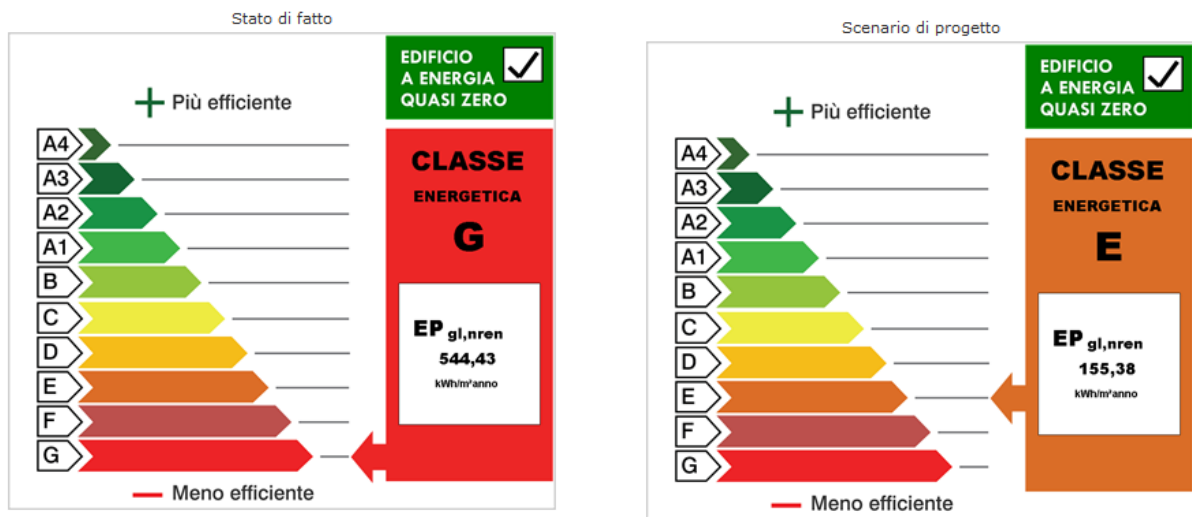 Stato di fatto
EDIFICIO
A ENERGIA
QUASI ZERO
+ Più efficiente
A4
A3
A2
A1
B
C
D
E
F
G
CLASSE
ENERGETICA
G
EP gl,nren
544,43
kWh/m²anno
— Meno efficiente
Scenario di progetto
EDIFICIO
A ENERGIA
QUASI ZERO
+ Più efficiente
A4
A3
A2
A1
B
C
D
E
F
G
CLASSE
ENERGETICA
E
EP gl,nren
155,38
kWh/m²anno
— Meno efficiente